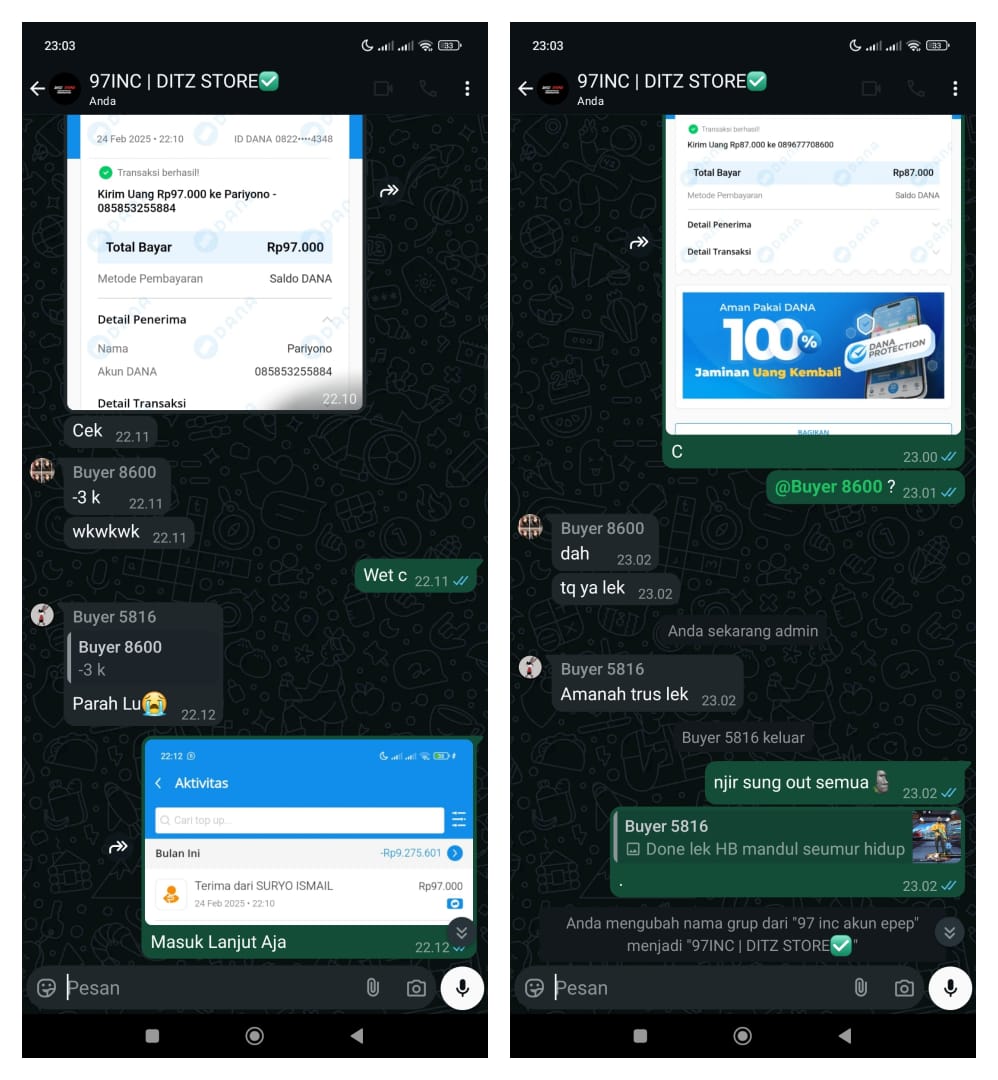 23:03
33
97INC | DITZ STORE✅
Anda
24 Feb 2025 • 22:10
ID DANA 0822••••4348
Transaksi berhasil!
Kirim Uang Rp97.000 ke Pariyono -
085853255884
Total Bayar
Rp97.000
Metode Pembayaran
Saldo DANA
Detail Penerima
Nama
Pariyono
Akun DANA
085853255884
Detail Transaksi
22.10
Cek 22.11
Buyer 8600
-3 k 22.11
wkwkwk 22.11
Wet c 22.11
Buyer 5816
Buyer 8600
-3 k
Parah Lu😭 22.12
22:12
Aktivitas
Cari top up...
Bulan Ini
-Rp9.275.601
Terima dari SURYO ISMAIL
Rp97.000
24 Feb 2025 • 22:10
Masuk Lanjut Aja 22.12
Pesan
23:03
33
97INC | DITZ STORE✅
Anda
Transaksi berhasil!
Kirim Uang Rp87.000 ke 089677708600
Total Bayar
Rp87.000
Metode Pembayaran
Saldo DANA
Detail Penerima
Detail Transaksi
Aman Pakai DANA
100%
Jaminan Uang Kembali
DANA
PROTECTION
BAGIKAN
C 23.00
@Buyer 8600 ? 23.01
Buyer 8600
dah 23.02
tq ya lek 23.02
Anda sekarang admin
Buyer 5816
Amanah trus lek 23.02
Buyer 5816 keluar
njir sung out semua🗿 23.02
Buyer 5816
Done lek HB mandul seumur hidup
. 23.02
Anda mengubah nama grup dari "97 inc akun epep"
menjadi "97INC | DITZ STORE✅"
Pesan